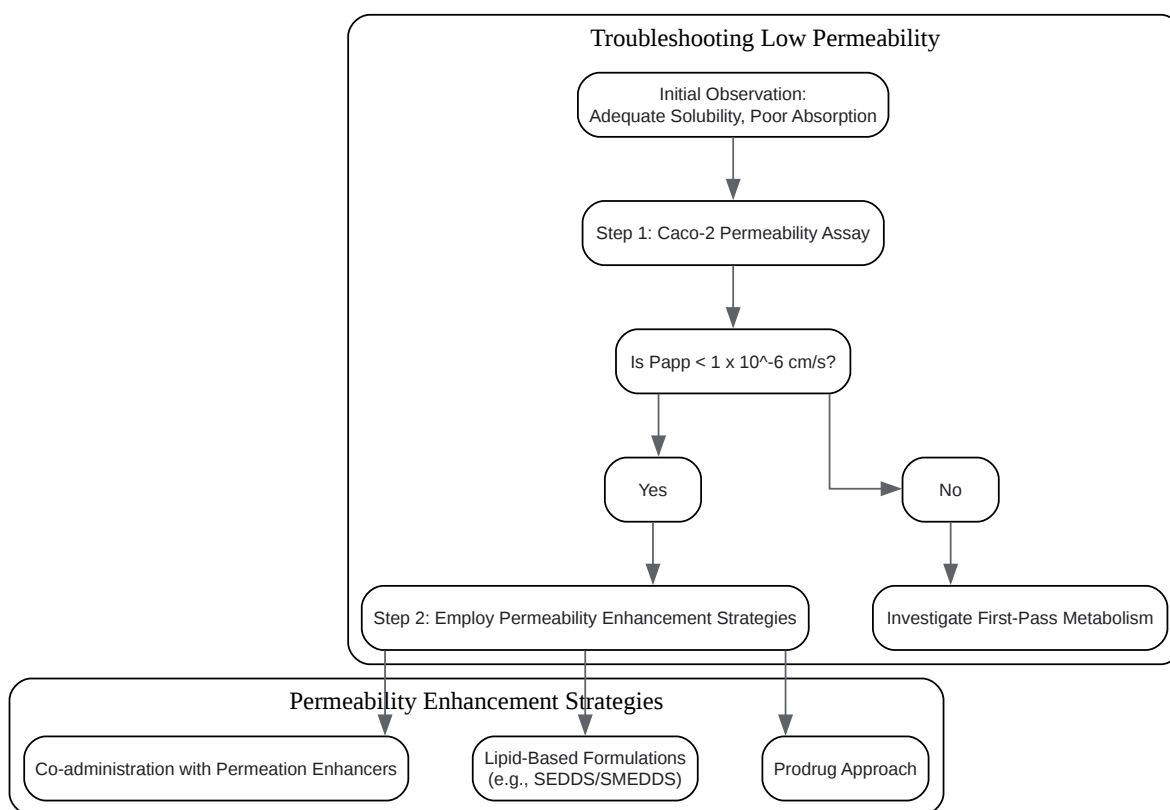 Troubleshooting Low Permeability
Initial Observation:
Adequate Solubility, Poor Absorption
Step 1: Caco-2 Permeability Assay
Is Papp < 1 x 10^-6 cm/s?
Yes
No
Step 2: Employ Permeability Enhancement Strategies
Investigate First-Pass Metabolism
Permeability Enhancement Strategies
Co-administration with Permeation Enhancers
Lipid-Based Formulations
(e.g., SEDDS/SMEDDS)
Prodrug Approach